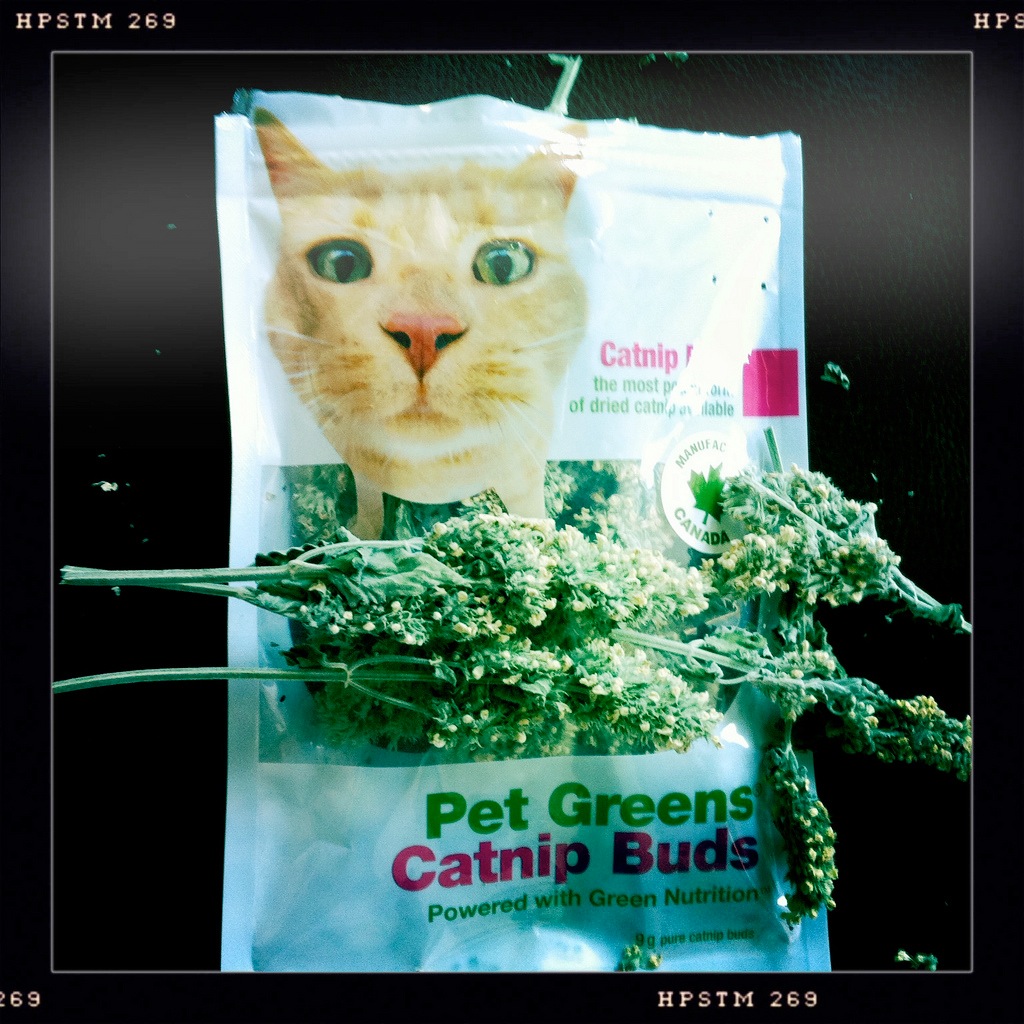 HPSTM 269
HPS
Catnip
the most
of dried catnip
MANUFAC
CANADA
Pet Greens
Catnip Buds
Powered with Green Nutrition
9g pure catnip buds
269
HPSTM 269